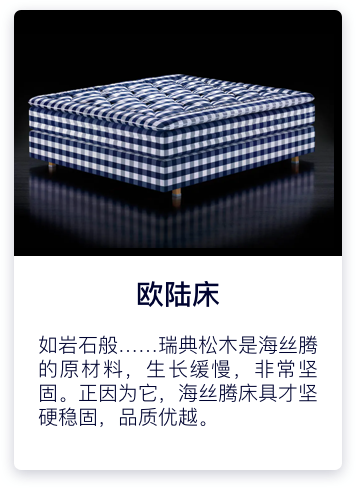 欧陆床
如岩石般……瑞典松木是海丝腾
的原材料，生长缓慢，非常坚
固。正因为它，海丝腾床具才坚
硬稳固，品质优越。